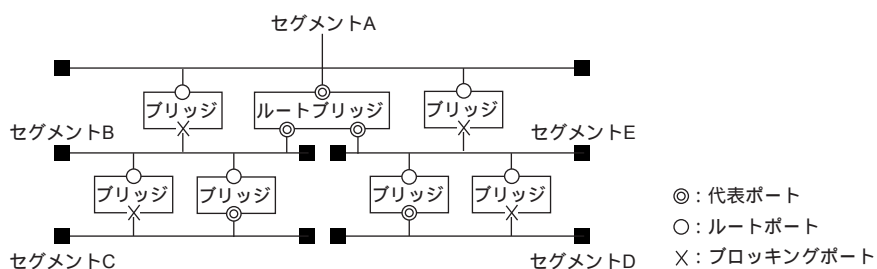 セグメントA
ブリッジ
ルートブリッジ
ブリッジ
セグメントB
セグメントE
ブリッジ
ブリッジ
ブリッジ
ブリッジ
◎：代表ポート
○：ルートポート
×：ブロッキングポート
セグメントC
セグメントD